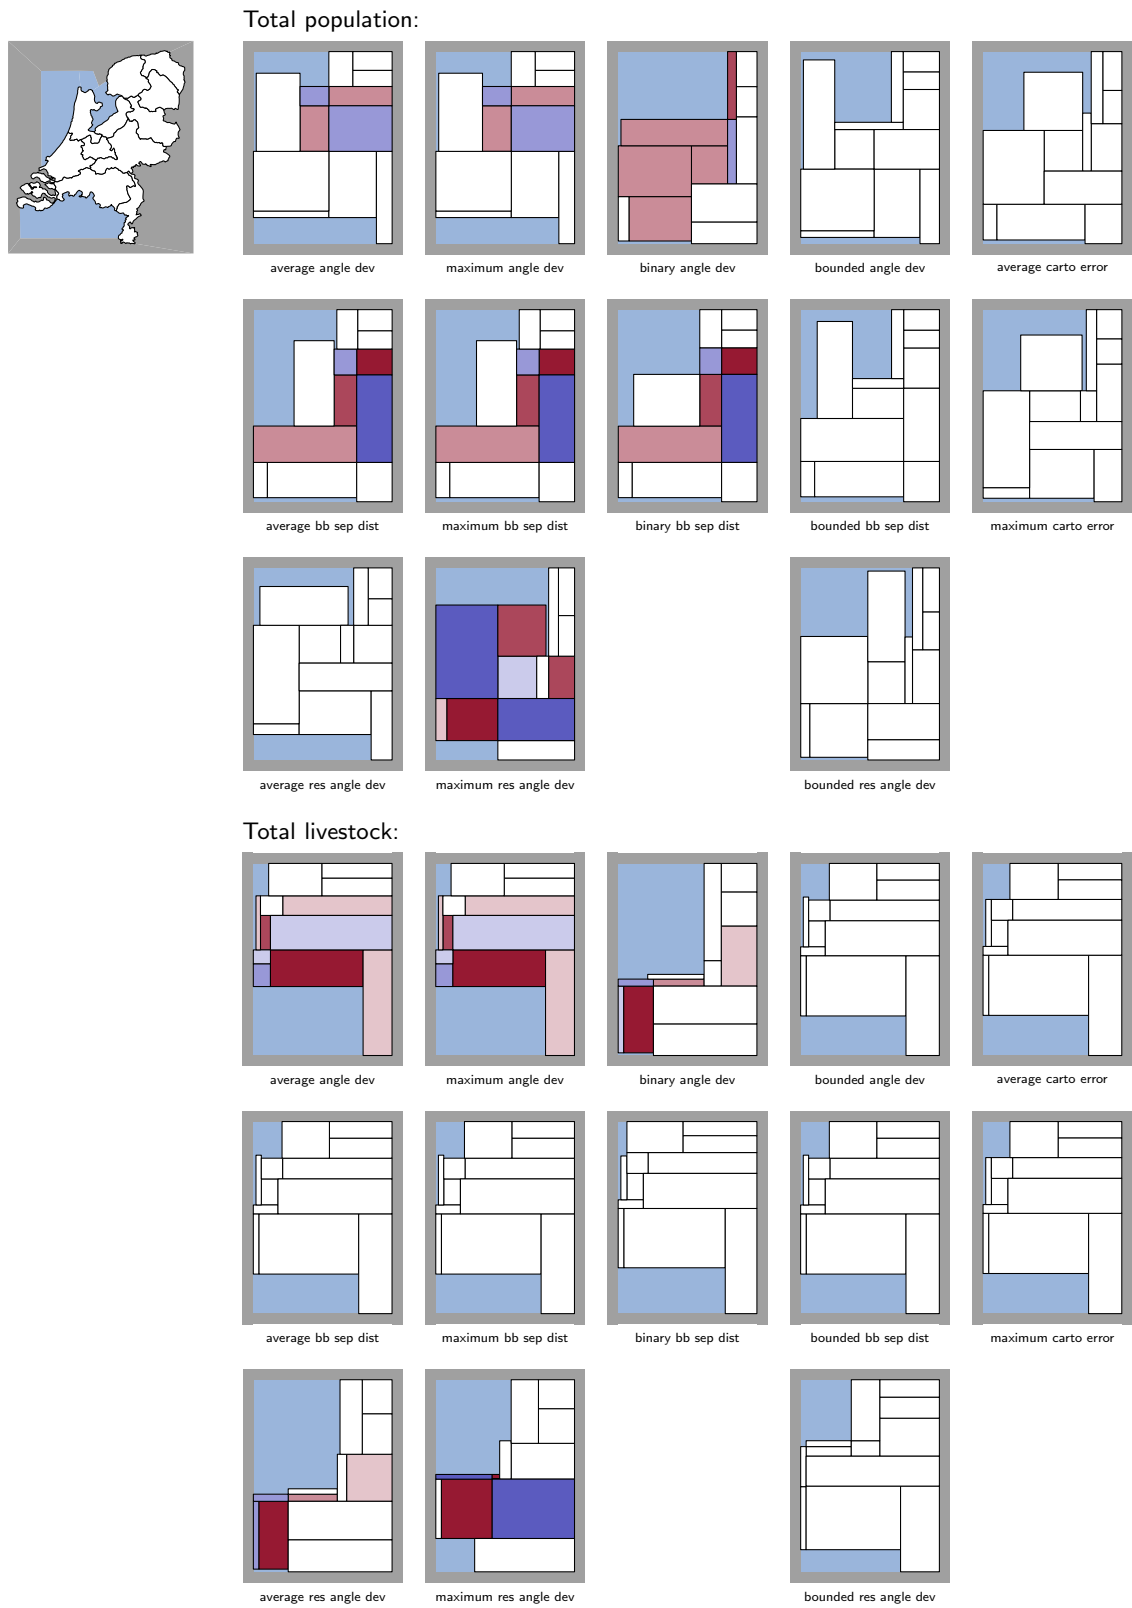 Total population:
average angle dev
maximum angle dev
binary angle dev
bounded angle dev
average carto error
average bb sep dist
maximum bb sep dist
binary bb sep dist
bounded bb sep dist
maximum carto error
average res angle dev
maximum res angle dev
bounded res angle dev
Total livestock:
average angle dev
maximum angle dev
binary angle dev
bounded angle dev
average carto error
average bb sep dist
maximum bb sep dist
binary bb sep dist
bounded bb sep dist
maximum carto error
average res angle dev
maximum res angle dev
bounded res angle dev